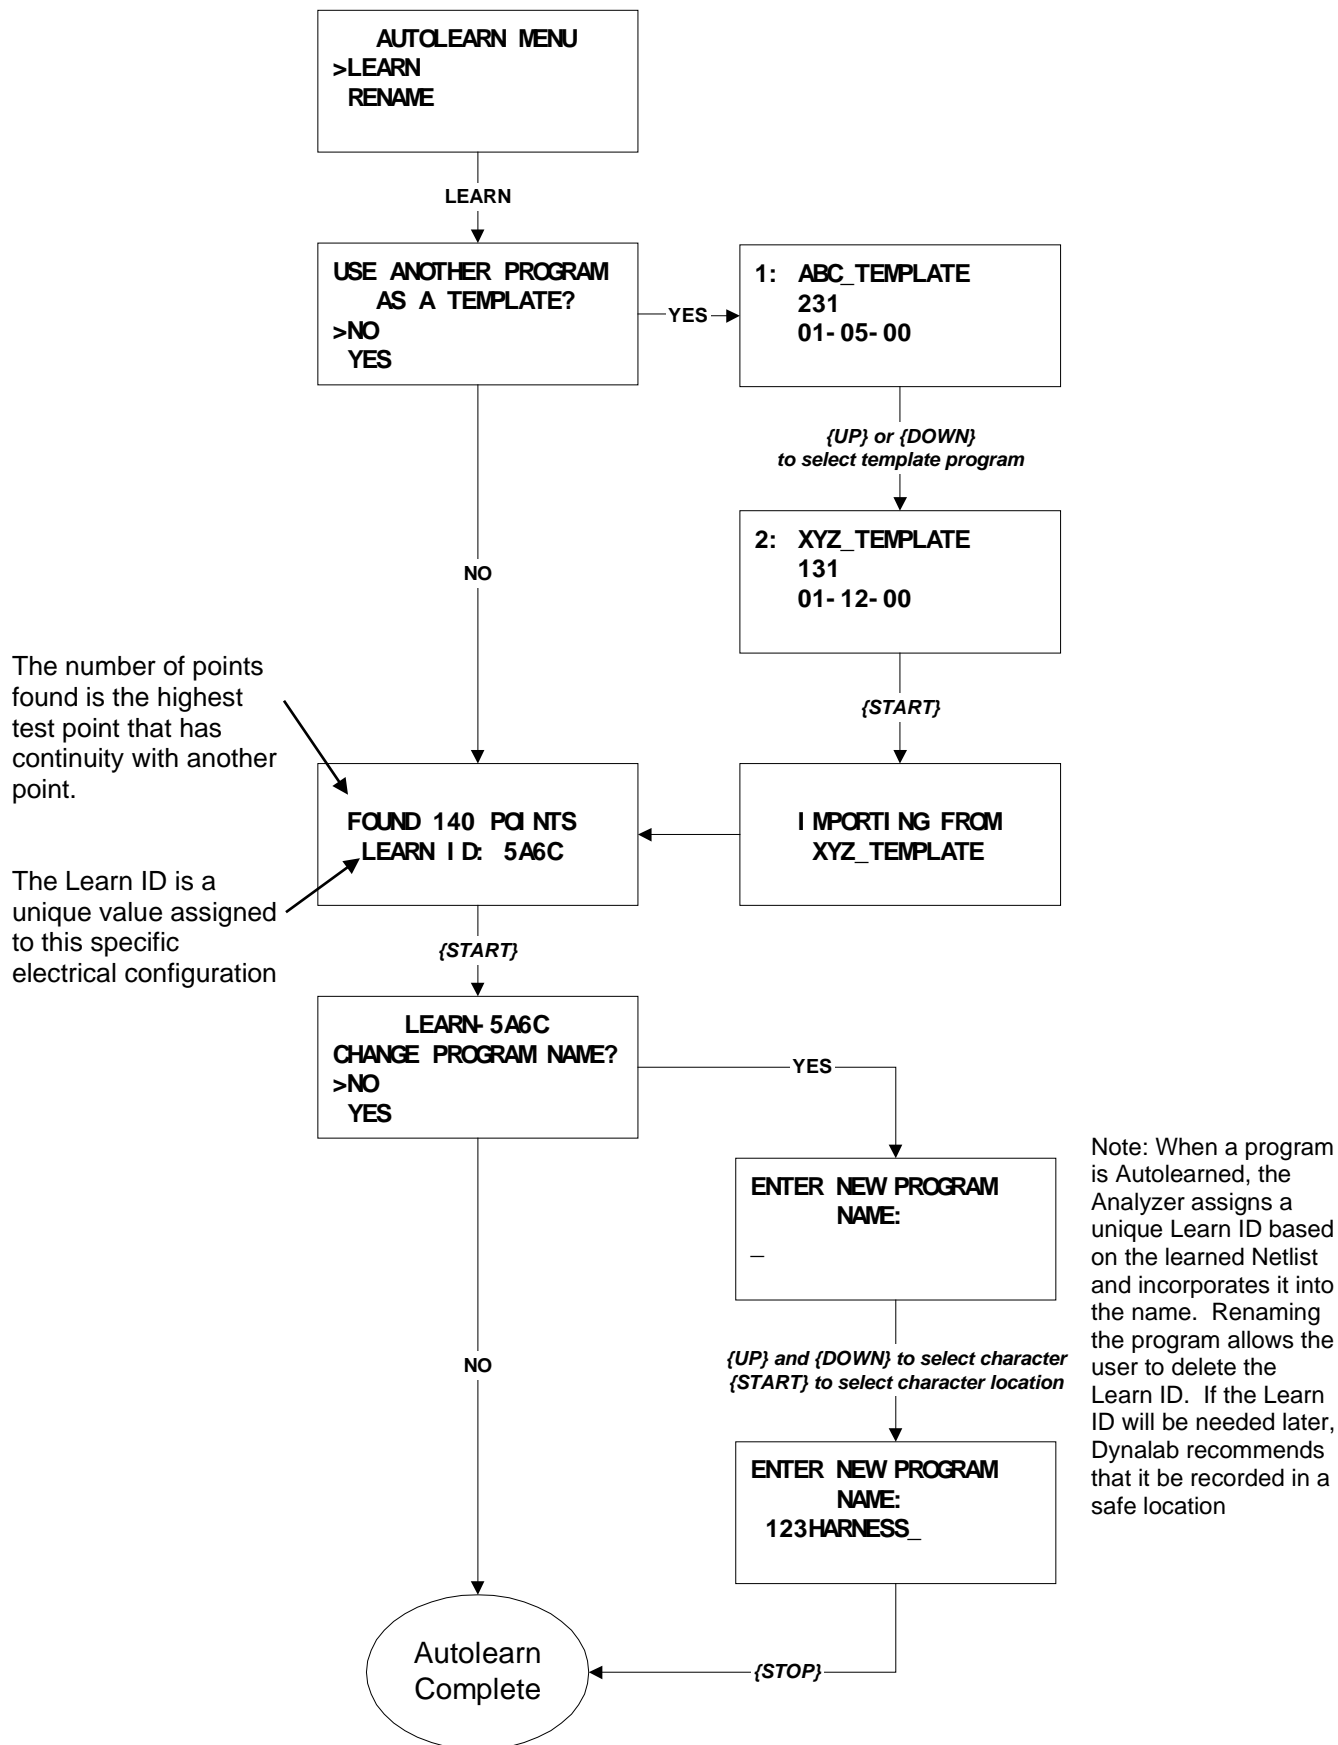 AUTOLEARN MENU
>LEARN
RENAME
LEARN
USE ANOTHER PROGRAM
AS A TEMPLATE?
>NO
YES
YES
1: ABC_TEMPLATE
231
01-05-00
{UP} or {DOWN}
to select template program
2: XYZ_TEMPLATE
131
01-12-00
NO
{START}
The number of points
found is the highest
test point that has
continuity with another
point.
FOUND 140 POINTS
LEARN ID: 5A6C
IMPORTING FROM
XYZ_TEMPLATE
The Learn ID is a
unique value assigned
to this specific
electrical configuration
{START}
LEARN-5A6C
CHANGE PROGRAM NAME?
>NO
YES
YES
ENTER NEW PROGRAM
NAME:
_
Note: When a program
is Autolearned, the
Analyzer assigns a
unique Learn ID based
on the learned Netlist
and incorporates it into
the name. Renaming
the program allows the
user to delete the
Learn ID. If the Learn
ID will be needed later,
Dynalab recommends
that it be recorded in a
safe location
NO
{UP} and {DOWN} to select character
{START} to select character location
ENTER NEW PROGRAM
NAME:
123HARNESS_
{STOP}
Autolearn
Complete